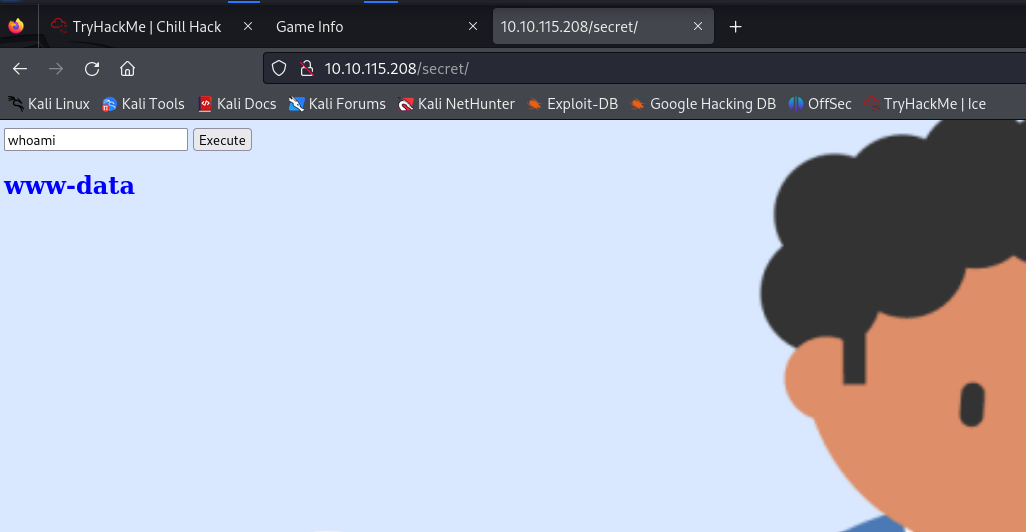 TryHackMe | Chill Hack
Game Info
10.10.115.208/secret/
10.10.115.208/secret/
Kali Linux
Kali Tools
Kali Docs
Kali Forums
Kali NetHunter
Exploit-DB
Google Hacking DB
OffSec
TryHackMe | Ice
whoami
Execute
www-data